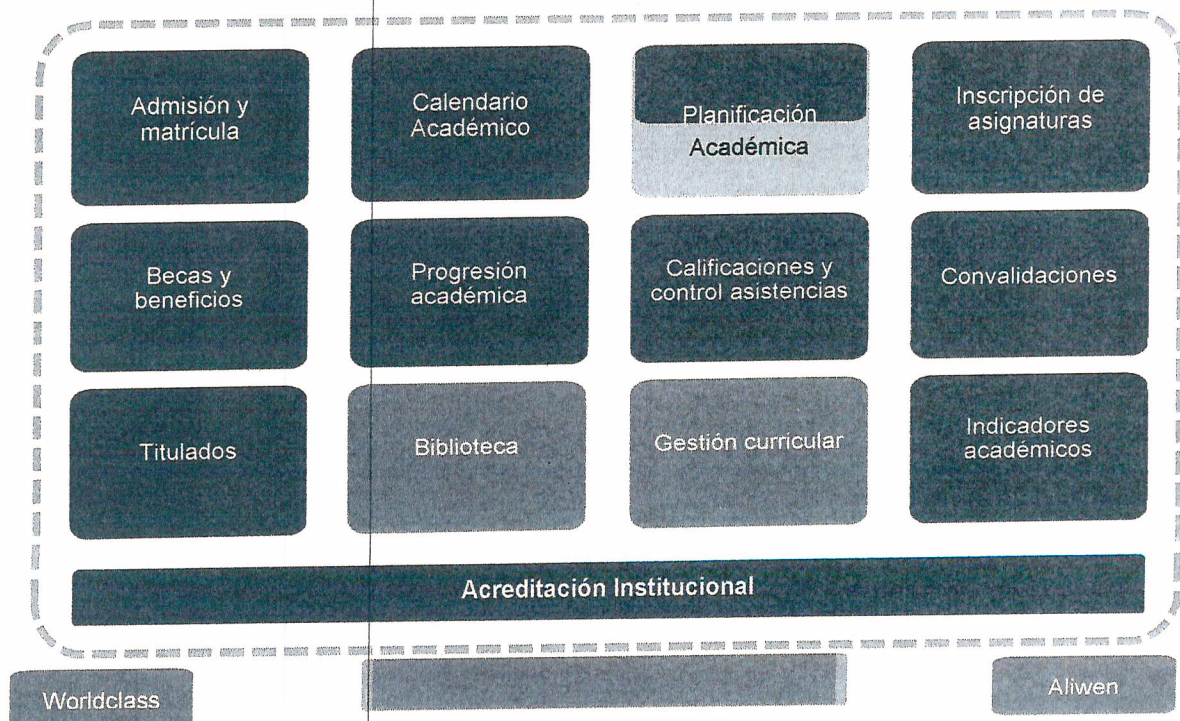 Admisión y
matrícula
Calendario
Académico
Planificación
Académica
Inscripción de
asignaturas
Becas y
beneficios
Progresión
académica
Calificaciones y
control asistencias
Convalidaciones
Titulados
Biblioteca
Gestión curricular
Indicadores
académicos
Acreditación Institucional
Worldclass
Aliwen